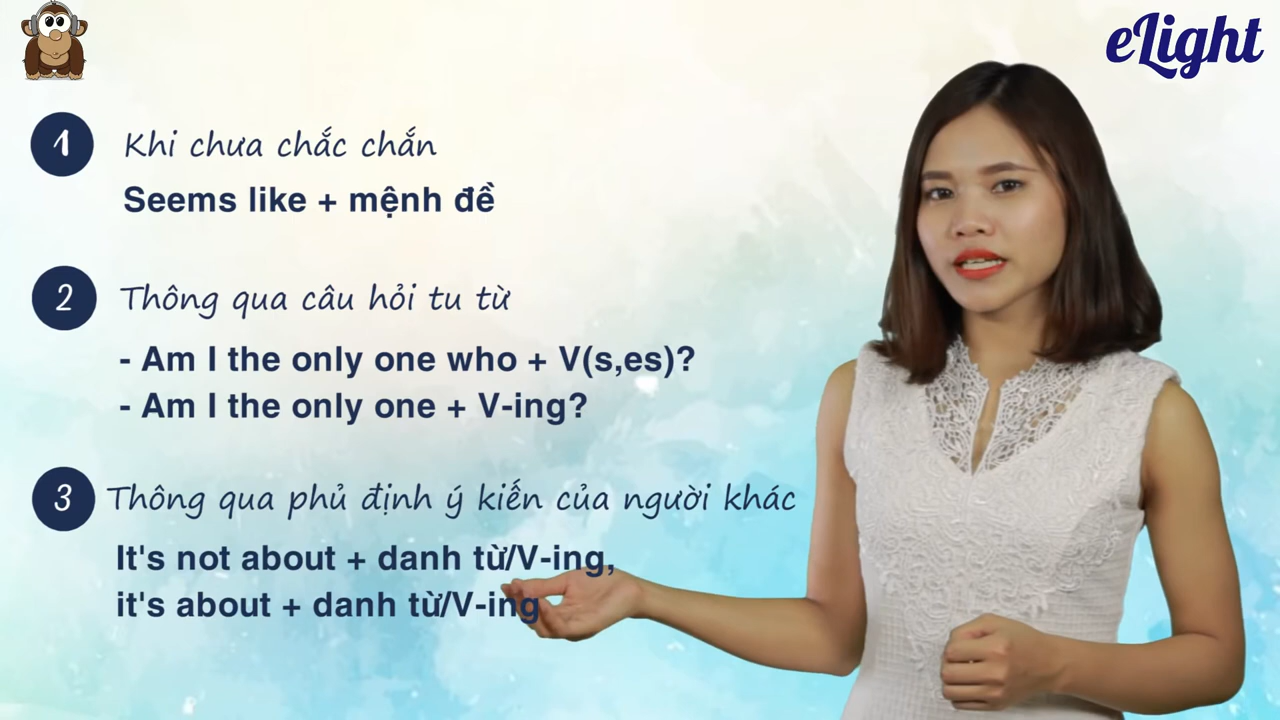 eLight
1 Khi chưa chắc chắn
Seems like + mệnh đề
2 Thông qua câu hỏi tu từ
- Am I the only one who + V(s,es)?
- Am I the only one + V-ing?
3 Thông qua phủ định ý kiến của người khác
It's not about + danh từ/V-ing,
it's about + danh từ/V-ing